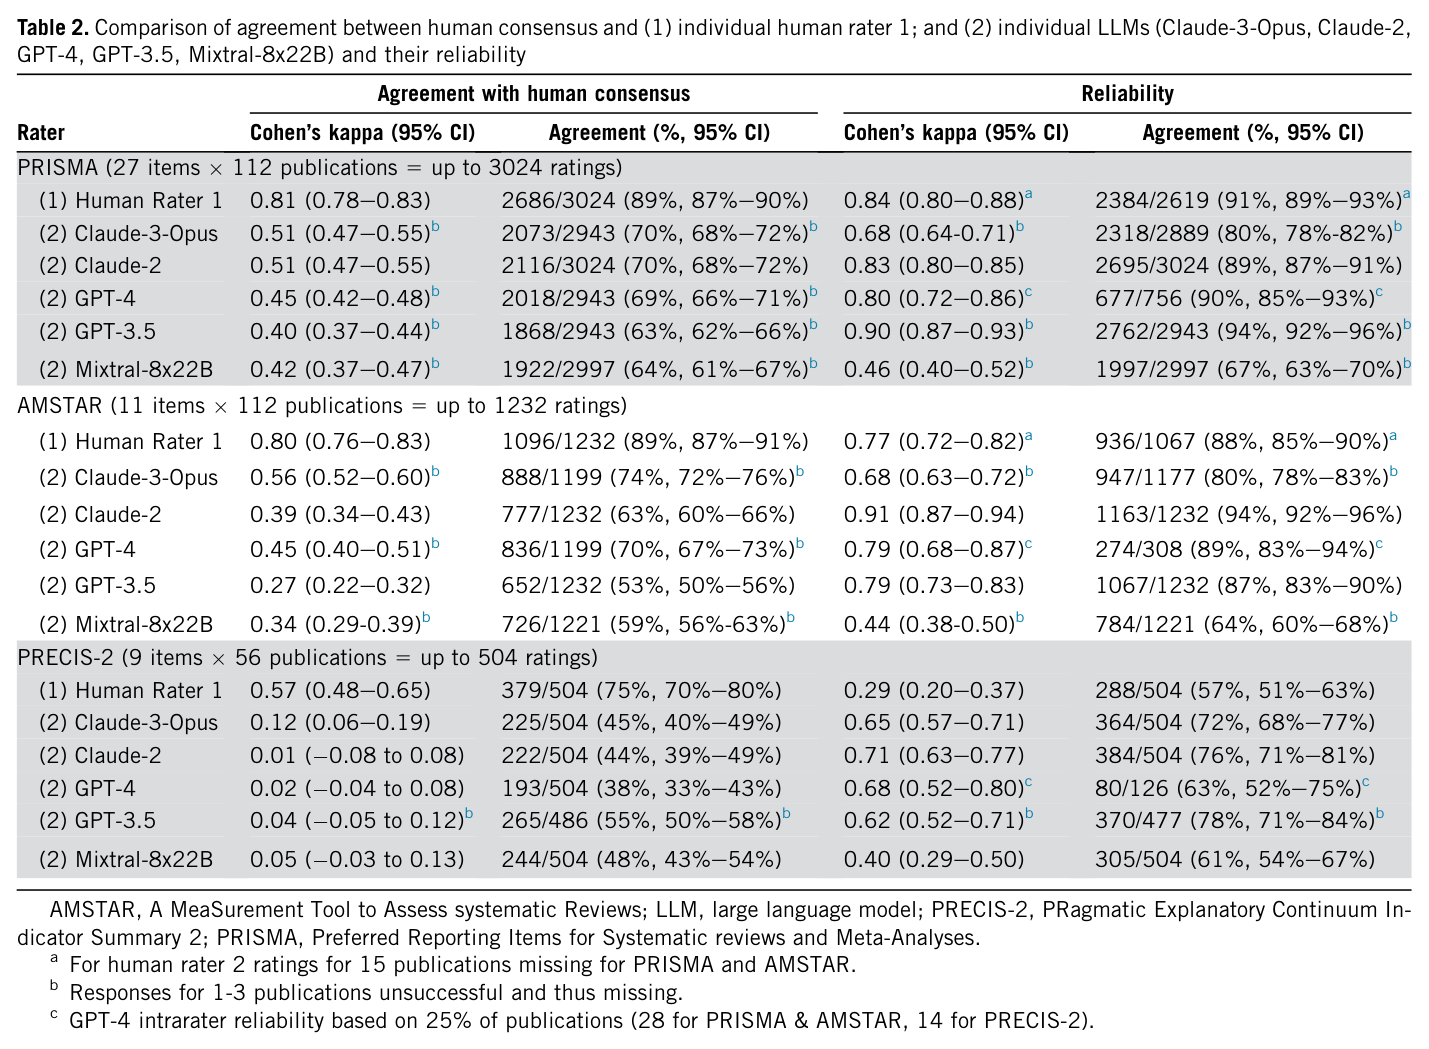 Table 2. Comparison of agreement between human consensus and (1) individual human rater 1; and (2) individual LLMs (Claude-3-Opus, Claude-2,
GPT-4, GPT-3.5, Mixtral-8x22B) and their reliability
Agreement with human consensus Reliability
Rater Cohen's kappa (95% CI) Agreement (%, 95% CI) Cohen's kappa (95% CI) Agreement (%, 95% CI)
PRISMA (27 items × 112 publications = up to 3024 ratings)
(1) Human Rater 1 0.81 (0.78–0.83) 2686/3024 (89%, 87%–90%) 0.84 (0.80–0.88)a 2384/2619 (91%, 89%–93%)a
(2) Claude-3-Opus 0.51 (0.47–0.55)b 2073/2943 (70%, 68%–72%)b 0.68 (0.64-0.71)b 2318/2889 (80%, 78%-82%)b
(2) Claude-2 0.51 (0.47–0.55) 2116/3024 (70%, 68%–72%) 0.83 (0.80–0.85) 2695/3024 (89%, 87%–91%)
(2) GPT-4 0.45 (0.42–0.48)b 2018/2943 (69%, 66%–71%)b 0.80 (0.72–0.86)c 677/756 (90%, 85%–93%)c
(2) GPT-3.5 0.40 (0.37–0.44)b 1868/2943 (63%, 62%–66%)b 0.90 (0.87–0.93)b 2762/2943 (94%, 92%–96%)b
(2) Mixtral-8x22B 0.42 (0.37–0.47)b 1922/2997 (64%, 61%–67%)b 0.46 (0.40–0.52)b 1997/2997 (67%, 63%–70%)b
AMSTAR (11 items × 112 publications = up to 1232 ratings)
(1) Human Rater 1 0.80 (0.76–0.83) 1096/1232 (89%, 87%–91%) 0.77 (0.72–0.82)a 936/1067 (88%, 85%–90%)a
(2) Claude-3-Opus 0.56 (0.52–0.60)b 888/1199 (74%, 72%–76%)b 0.68 (0.63–0.72)b 947/1177 (80%, 78%–83%)b
(2) Claude-2 0.39 (0.34–0.43) 777/1232 (63%, 60%–66%) 0.91 (0.87–0.94) 1163/1232 (94%, 92%–96%)
(2) GPT-4 0.45 (0.40–0.51)b 836/1199 (70%, 67%–73%)b 0.79 (0.68–0.87)c 274/308 (89%, 83%–94%)c
(2) GPT-3.5 0.27 (0.22–0.32) 652/1232 (53%, 50%–56%) 0.79 (0.73–0.83) 1067/1232 (87%, 83%–90%)
(2) Mixtral-8x22B 0.34 (0.29-0.39)b 726/1221 (59%, 56%-63%)b 0.44 (0.38-0.50)b 784/1221 (64%, 60%–68%)b
PRECIS-2 (9 items × 56 publications = up to 504 ratings)
(1) Human Rater 1 0.57 (0.48–0.65) 379/504 (75%, 70%–80%) 0.29 (0.20–0.37) 288/504 (57%, 51%–63%)
(2) Claude-3-Opus 0.12 (0.06–0.19) 225/504 (45%, 40%–49%) 0.65 (0.57–0.71) 364/504 (72%, 68%–77%)
(2) Claude-2 0.01 (−0.08 to 0.08) 222/504 (44%, 39%–49%) 0.71 (0.63–0.77) 384/504 (76%, 71%–81%)
(2) GPT-4 0.02 (−0.04 to 0.08) 193/504 (38%, 33%–43%) 0.68 (0.52–0.80)c 80/126 (63%, 52%–75%)c
(2) GPT-3.5 0.04 (−0.05 to 0.12)b 265/486 (55%, 50%–58%)b 0.62 (0.52–0.71)b 370/477 (78%, 71%–84%)b
(2) Mixtral-8x22B 0.05 (−0.03 to 0.13) 244/504 (48%, 43%–54%) 0.40 (0.29–0.50) 305/504 (61%, 54%–67%)
AMSTAR, A MeaSurement Tool to Assess systematic Reviews; LLM, large language model; PRECIS-2, PRagmatic Explanatory Continuum In-
dicator Summary 2; PRISMA, Preferred Reporting Items for Systematic reviews and Meta-Analyses.
a For human rater 2 ratings for 15 publications missing for PRISMA and AMSTAR.
b Responses for 1-3 publications unsuccessful and thus missing.
c GPT-4 intrarater reliability based on 25% of publications (28 for PRISMA & AMSTAR, 14 for PRECIS-2).